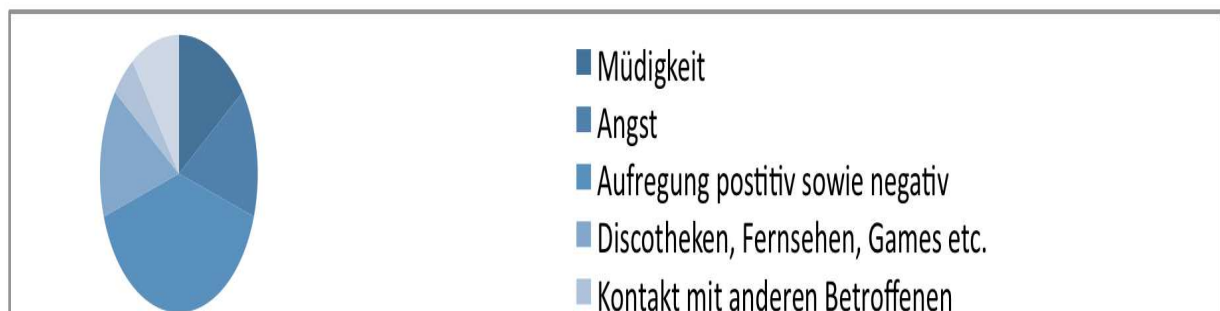 Müdigkeit
Angst
Aufregung postitiv sowie negativ
Discotheken, Fernsehen, Games etc.
Kontakt mit anderen Betroffenen